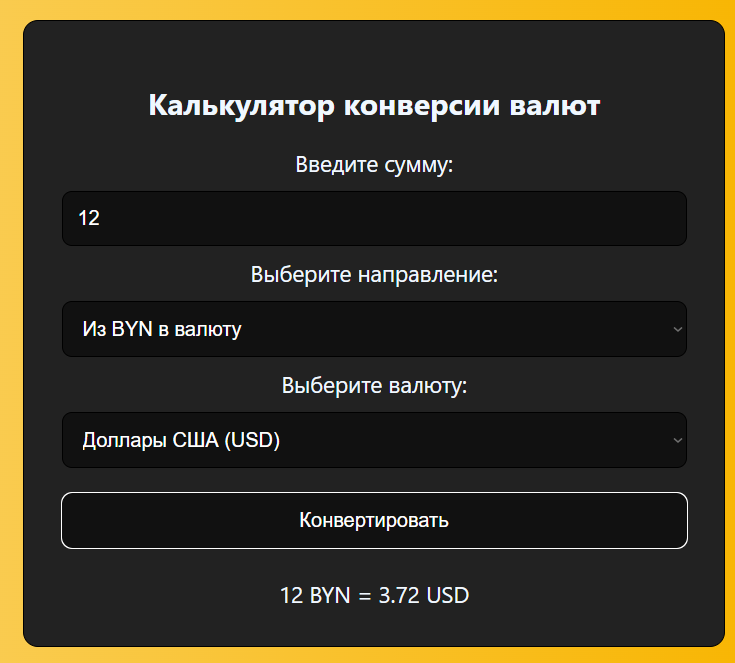 Калькулятор конверсии валют
Введите сумму:
12
Выберите направление:
Из BYN в валюту
Выберите валюту:
Доллары США (USD)
Конвертировать
12 BYN = 3.72 USD